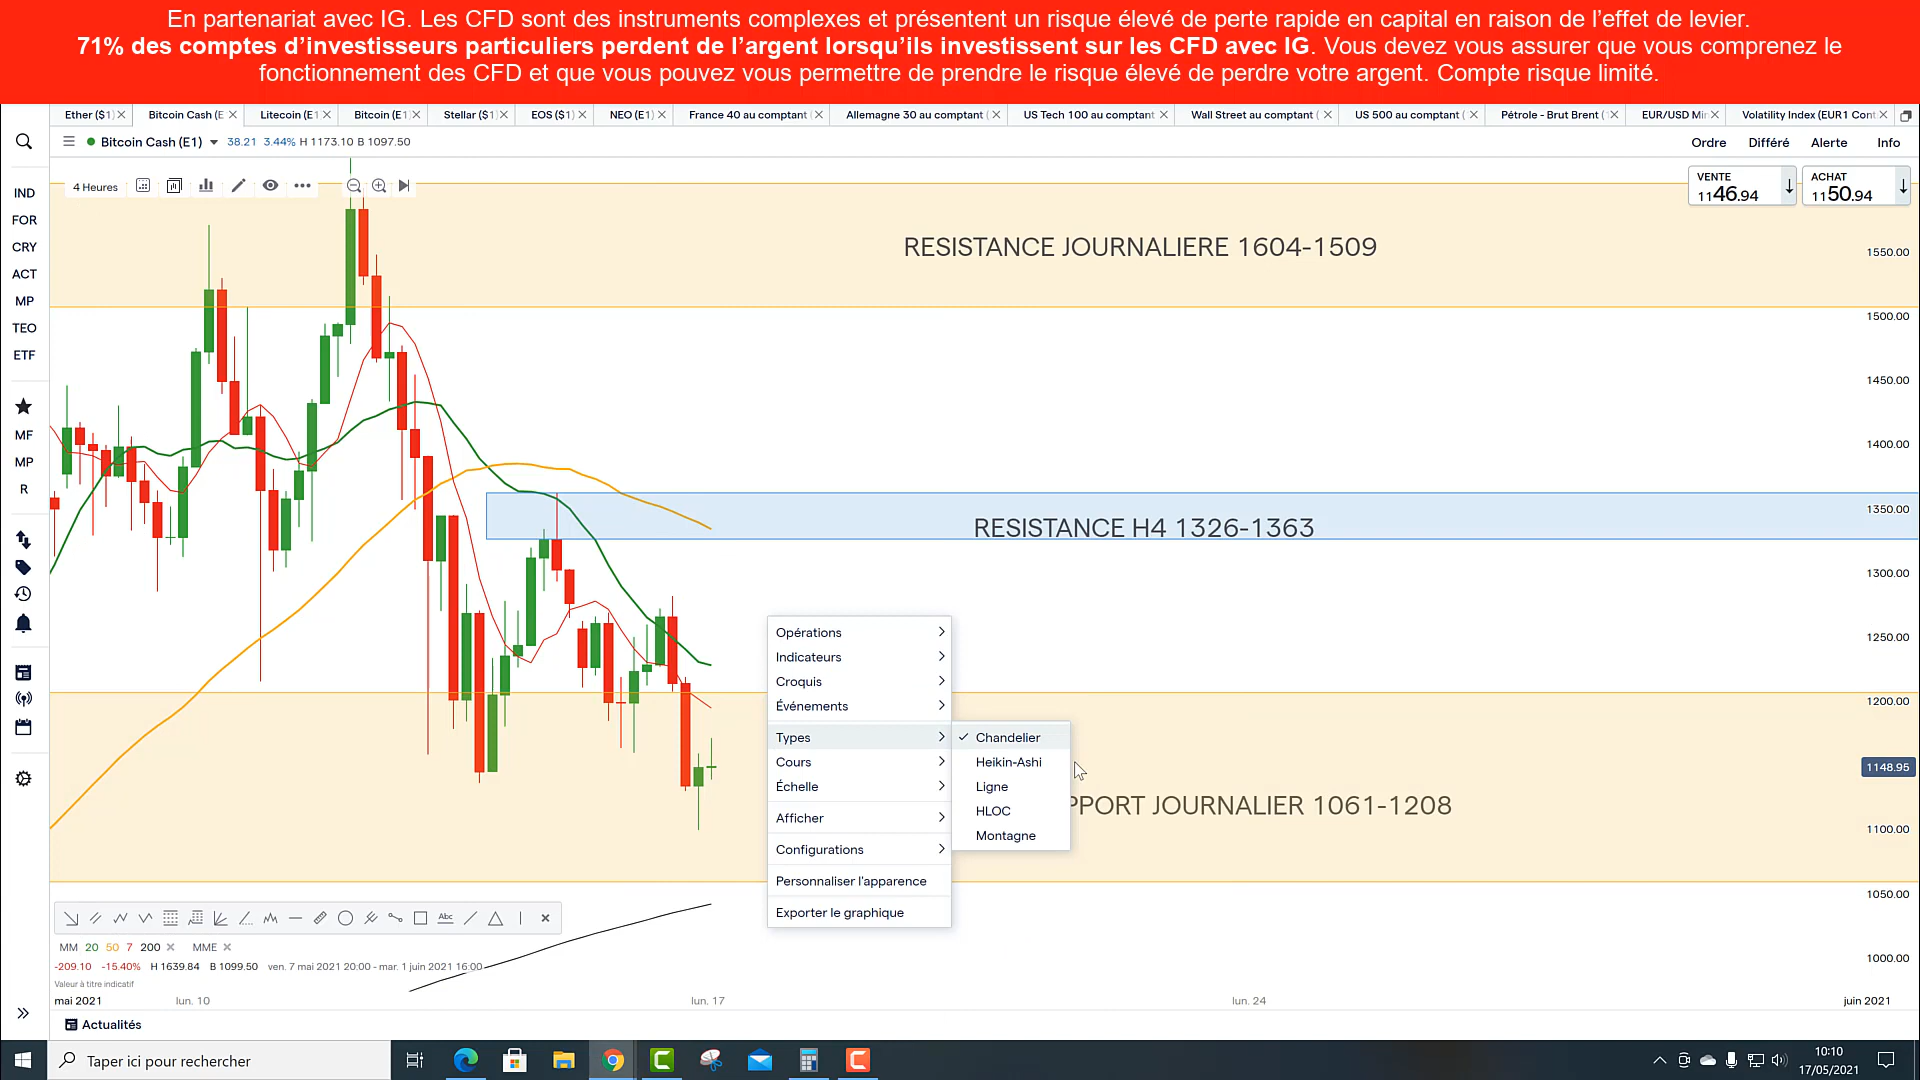 En partenariat avec IG. Les CFD sont des instruments complexes et présentent un risque élevé de perte rapide en capital en raison de l’effet de levier.
71% des comptes d’investisseurs particuliers perdent de l’argent lorsqu’ils investissent sur les CFD avec IG. Vous devez vous assurer que vous comprenez le
fonctionnement des CFD et que vous pouvez vous permettre de prendre le risque élevé de perdre votre argent. Compte risque limité.
Ether ($1) Bitcoin Cash (E Litecoin (E1 Bitcoin (E1) Stellar ($1) EOS ($1) NEO (E1) France 40 au comptant ( Allemagne 30 au comptant ( US Tech 100 au comptant Wall Street au comptant ( US 500 au comptant ( Pétrole - Brut Brent ( EUR/USD Mi Volatility Index (EUR1 Cont
Bitcoin Cash (E1) 38.21 3.44% H 1173.10 B 1097.50
Ordre Différé Alerte Info
4 Heures
VENTE
1146.94
ACHAT
1150.94
IND
FOR
CRY
ACT
MP
TEO
ETF
MF
MP
R
RESISTANCE JOURNALIERE 1604-1509
RESISTANCE H4 1326-1363
PPORT JOURNALIER 1061-1208
1550.00
1500.00
1450.00
1400.00
1350.00
1300.00
1250.00
1200.00
1148.95
1100.00
1050.00
1000.00
Opérations
Indicateurs
Croquis
Événements
Types
Cours
Échelle
Afficher
Configurations
Personnaliser l'apparence
Exporter le graphique
Chandelier
Heikin-Ashi
Ligne
HLOC
Montagne
Abc
MM 20 50 7 200 MME
-209.10 -15.40% H 1639.84 B 1099.50 ven. 7 mai 2021 20:00 - mar. 1 juin 2021 16:00
Valeur à titre indicatif
mai 2021 lun. 10 lun. 17 lun. 24 juin 2021
Actualités
Taper ici pour rechercher
10:10
17/05/2021